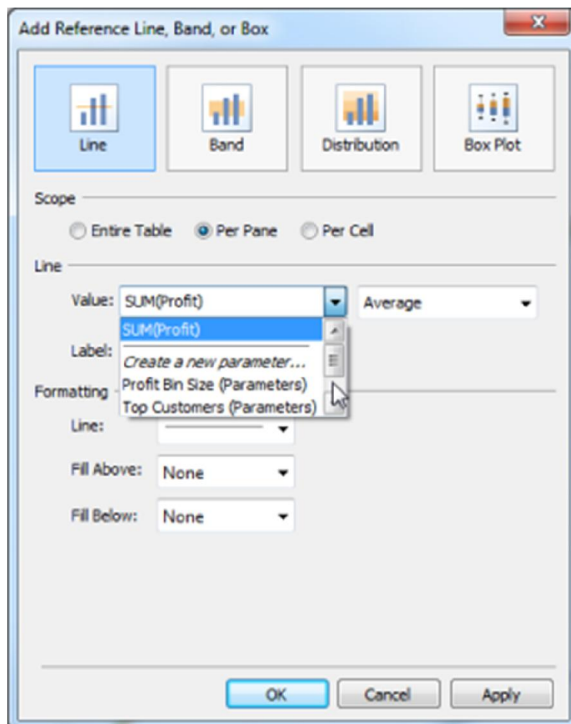 Add Reference Line, Band, or Box
Line Band Distribution Box Plot
Scope
Entire Table Per Pane Per Cell
Line
Value: SUM(Profit) Average
SUM(Profit)
Label:
Create a new parameter...
Profit Bin Size (Parameters)
Formatting
Top Customers (Parameters)
Line:
Fill Above: None
Fill Below: None
OK Cancel Apply